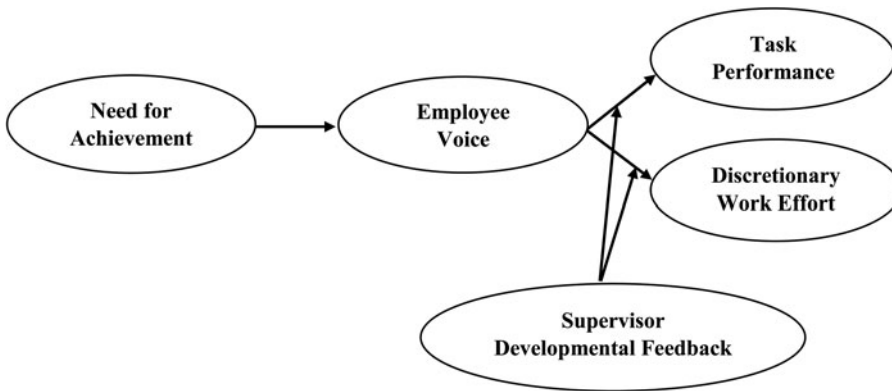 Need for
Achievement
Employee
Voice
Task
Performance
Discretionary
Work Effort
Supervisor
Developmental Feedback